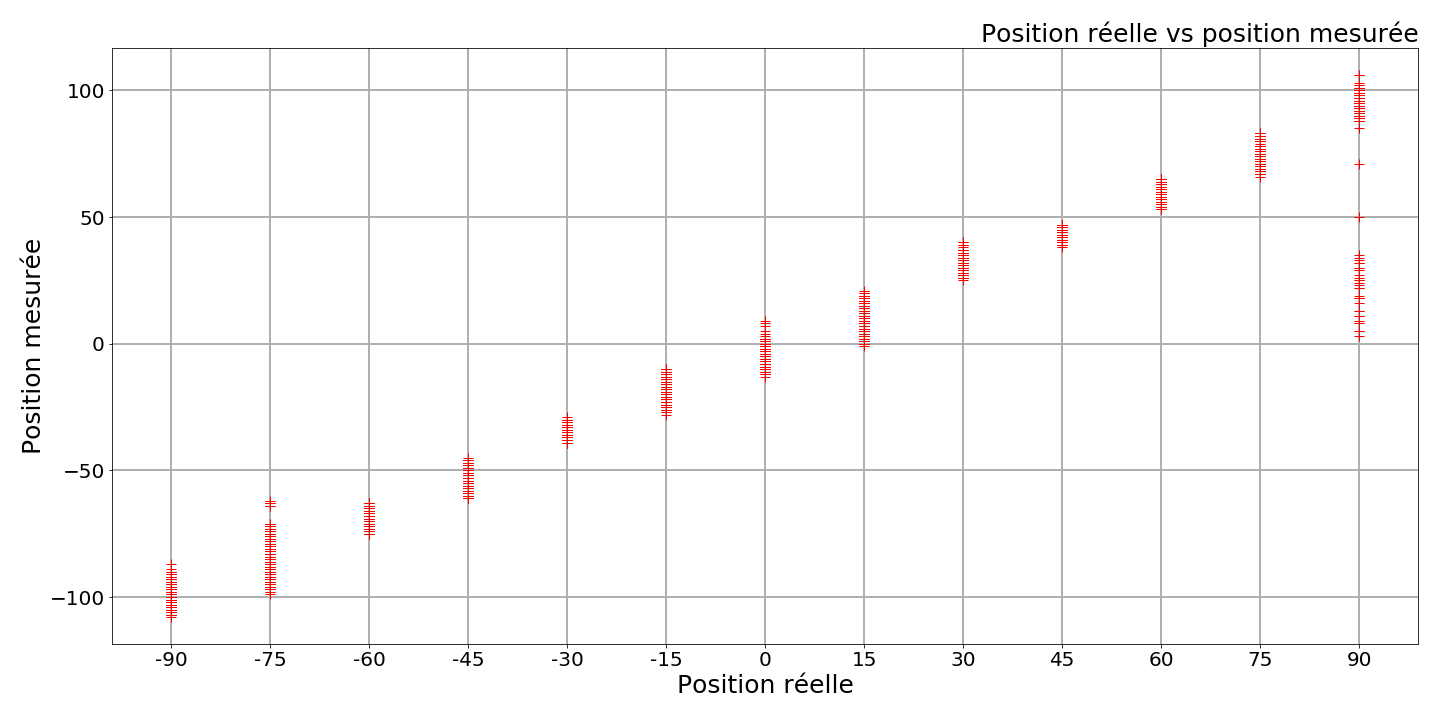 Position réelle vs position mesurée
Position mesurée
100
50
0
−50
−100
-90 -75 -60 -45 -30 -15 0 15 30 45 60 75 90
Position réelle